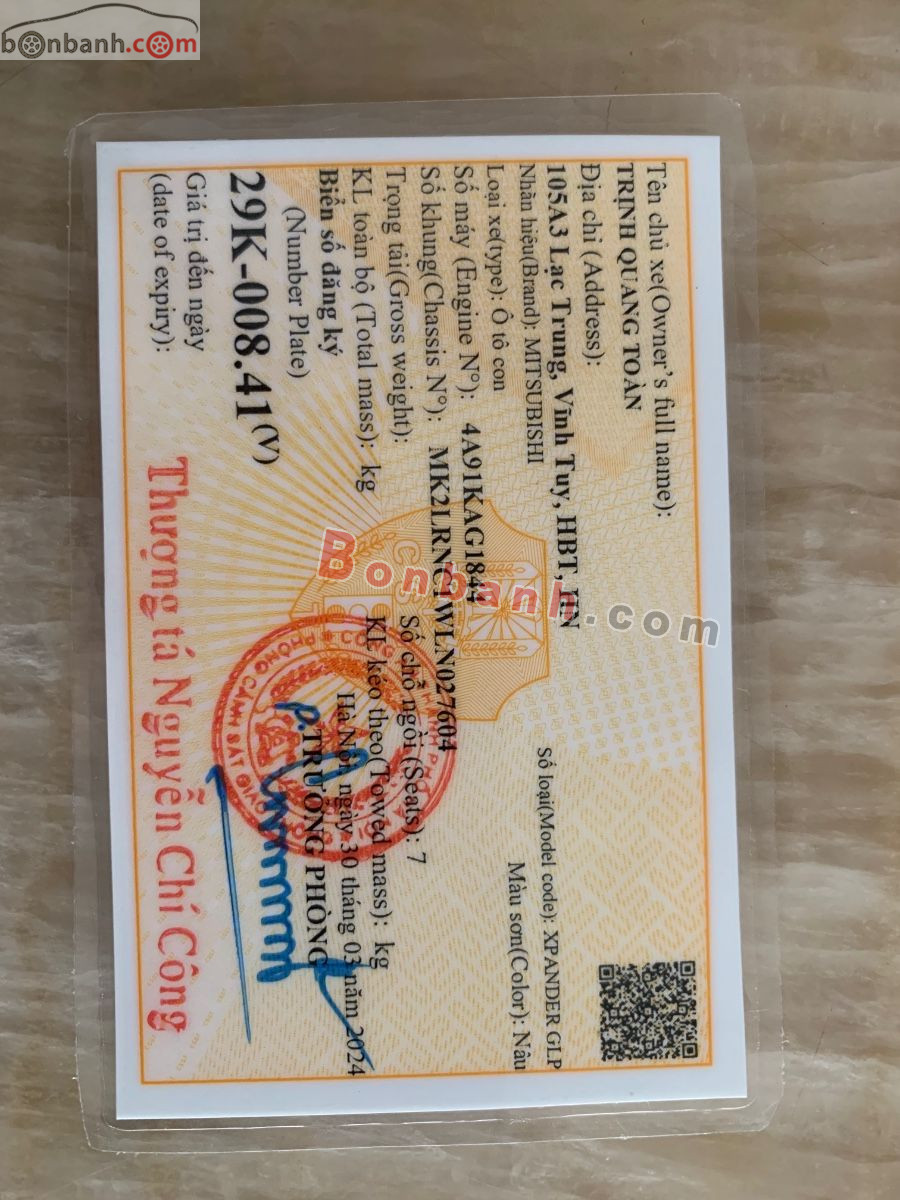 bonbanh.com
Tên chủ xe(Owner's full name):
TRỊNH QUANG TOÀN
Địa chỉ (Address):
105A3 Lạc Trung, Vĩnh Tuy, HBT, HN
Nhãn hiệu(Brand): MITSUBISHI Số loại(Model code): XPANDER GLP
Loại xe(type): Ô tô con Màu sơn(Color): Nâu
Số máy (Engine Nº): 4A91KAG1844
Số khung(Chassis Nº): MK2LRNC1WLN027604
Trọng tải(Gross weight): Số chỗ ngồi (Seats): 7
KL toàn bộ (Total mass): kg KL kéo theo(Towed mass): kg
Biển số đăng ký Hà Nội, ngày 30 tháng 03 năm 2024
(Number Plate) P.TRƯỞNG PHÒNG
29K-008.41(V)
Giá trị đến ngày
(date of expiry):
Thượng tá Nguyễn Chí Công
Bonbanh.com